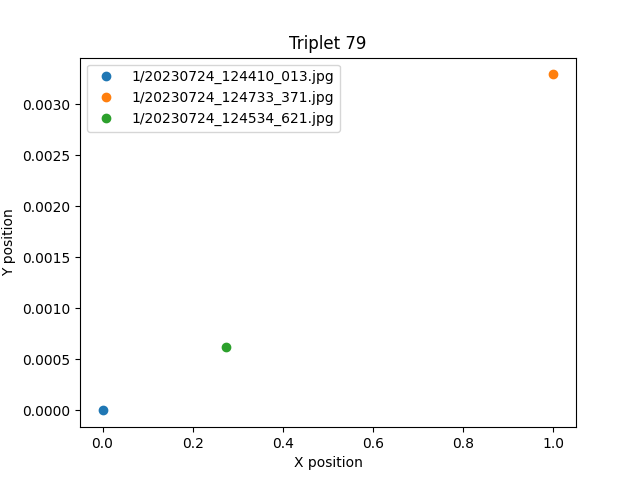 Triplet 79
1/20230724_124410_013.jpg
1/20230724_124733_371.jpg
1/20230724_124534_621.jpg
Y position
0.0030
0.0025
0.0020
0.0015
0.0010
0.0005
0.0000
0.0 0.2 0.4 0.6 0.8 1.0
X position